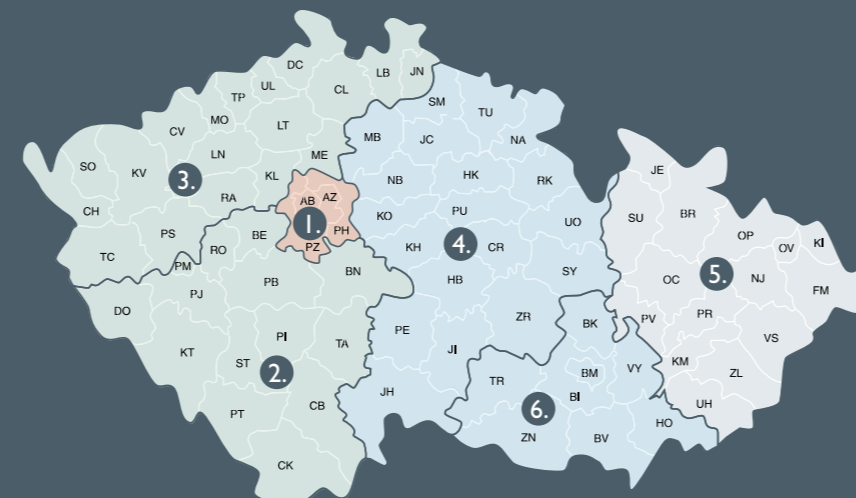 DC
LB
JN
UL
CL
TP
SM
TU
MO
LT
CV
MB
JC
NA
LN
ME
SO
KV
3.
KL
NB
HK
RK
JE
RA
AB
AZ
CH
KO
PU
SU
BR
PS
1.
PH
UO
RO
BE
PZ
KH
4.
CR
OP
OV
KI
TC
PM
BN
SY
5.
PB
HB
OC
NJ
FM
PJ
DO
ZR
PV
PR
BK
PE
PI
TA
VS
KT
JI
ST
2.
VY
KM
TR
BM
ZL
JH
BI
CB
6.
UH
PT
HO
ZN
BV
CK